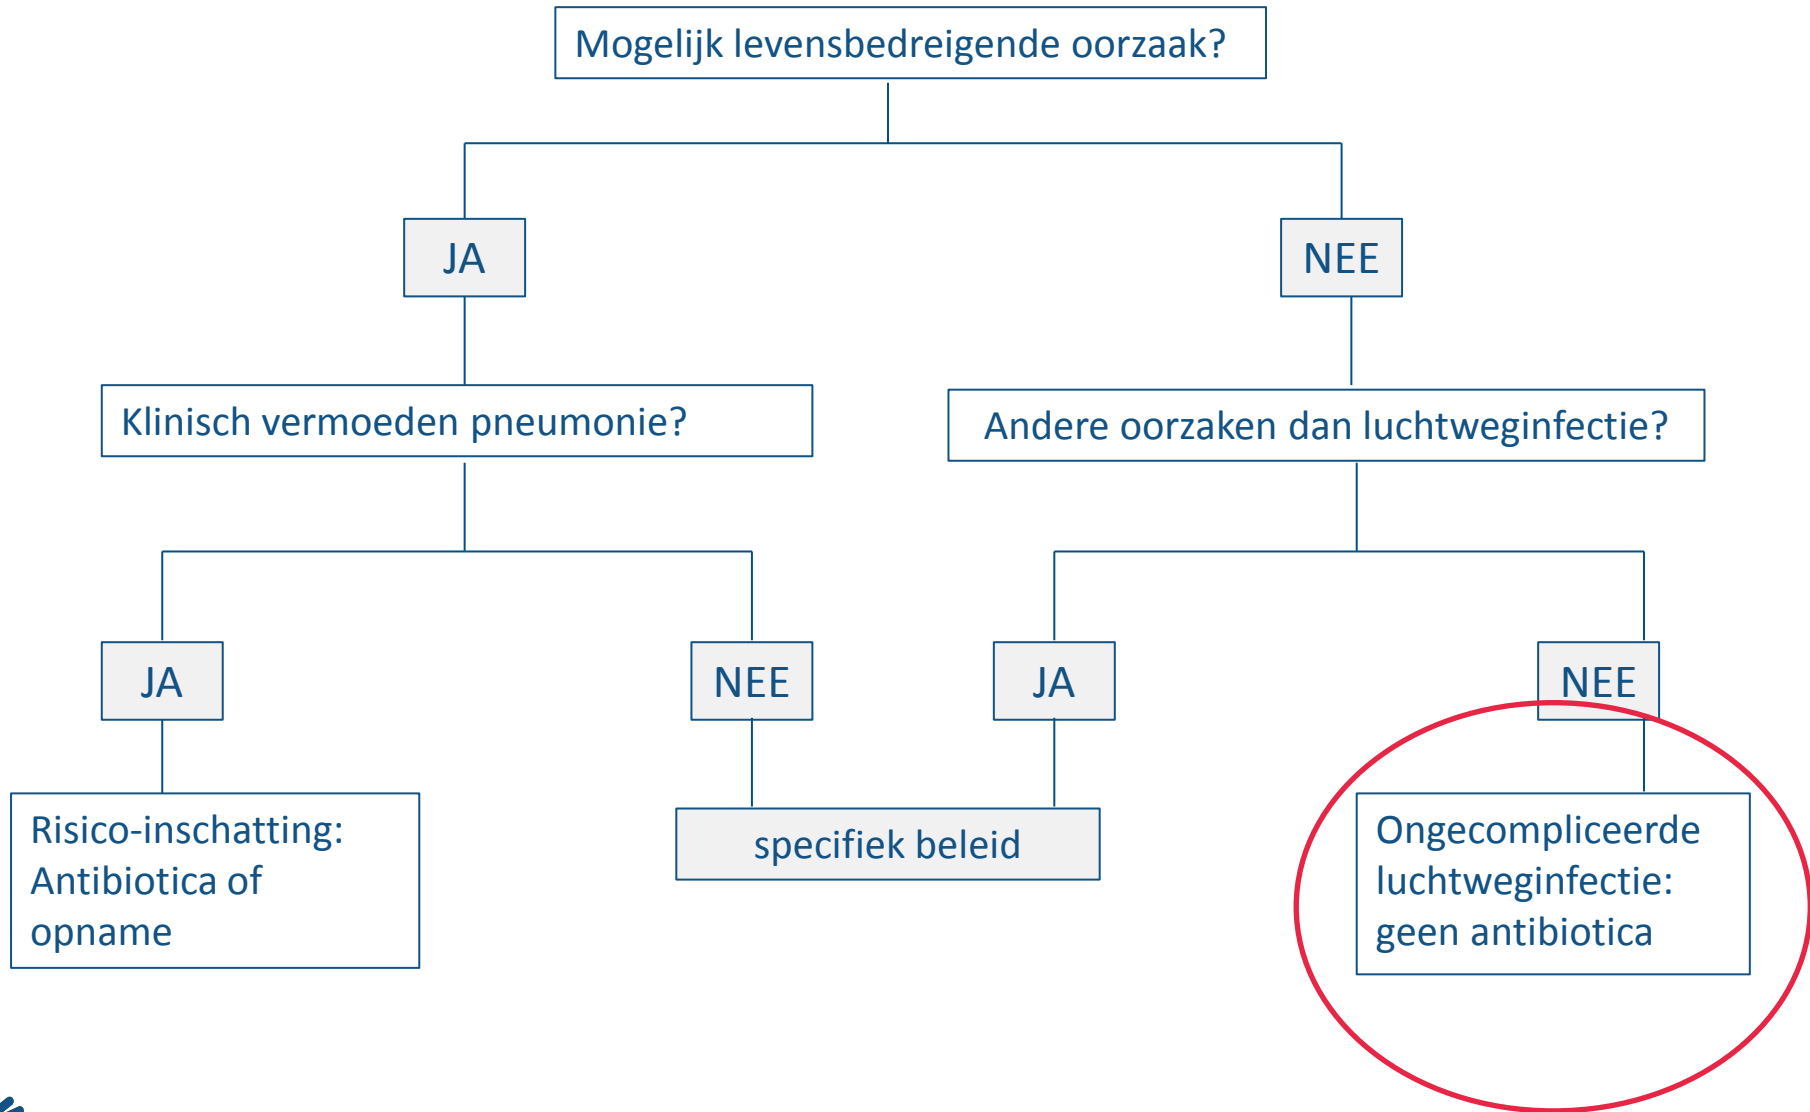 Mogelijk levensbedreigende oorzaak?
JA
NEE
Klinisch vermoeden pneumonie?
Andere oorzaken dan luchtweginfectie?
JA
NEE
JA
NEE
Risico-inschatting:
Antibiotica of
opname
specifiek beleid
Ongecompliceerde
luchtweginfectie:
geen antibiotica